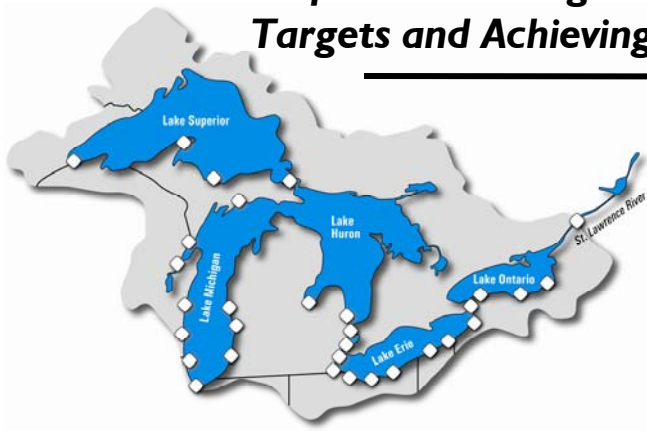 Targets and Achieving
Lake Superior
Lake
Huron
Lake Michigan
St. Lawrence River
Lake Ontario
Lake Erie